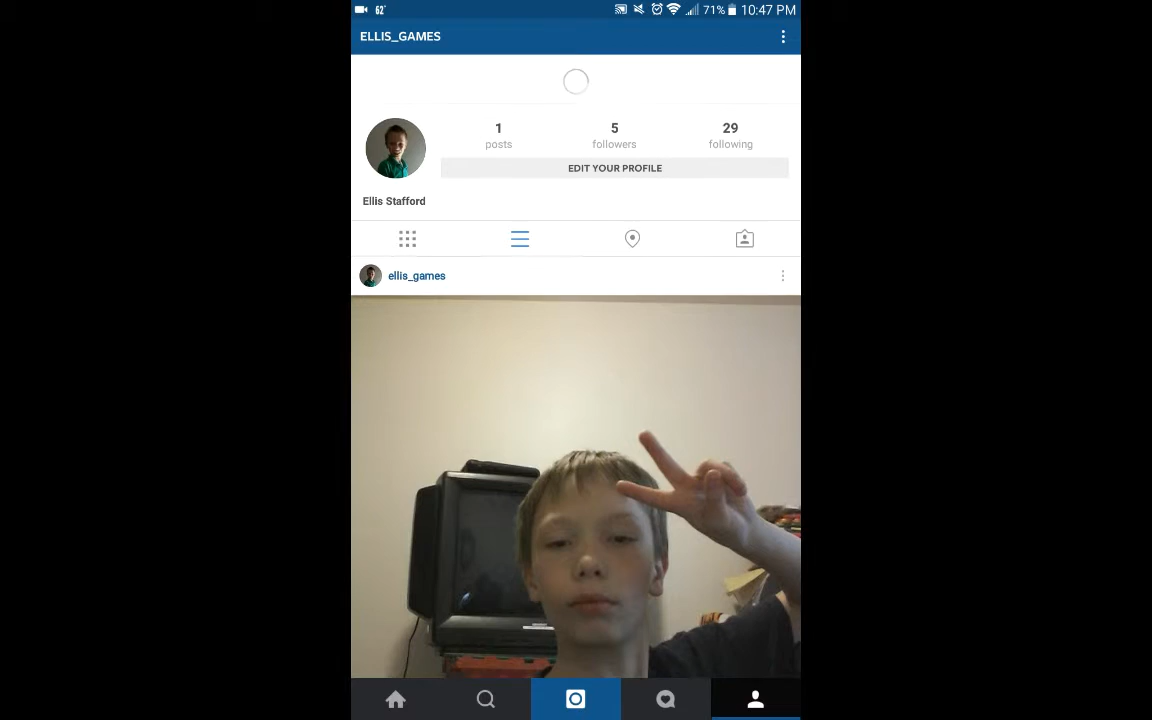 62° 71% 10:47 PM
ELLIS_GAMES
1 5 29
posts followers following
EDIT YOUR PROFILE
Ellis Stafford
ellis_games